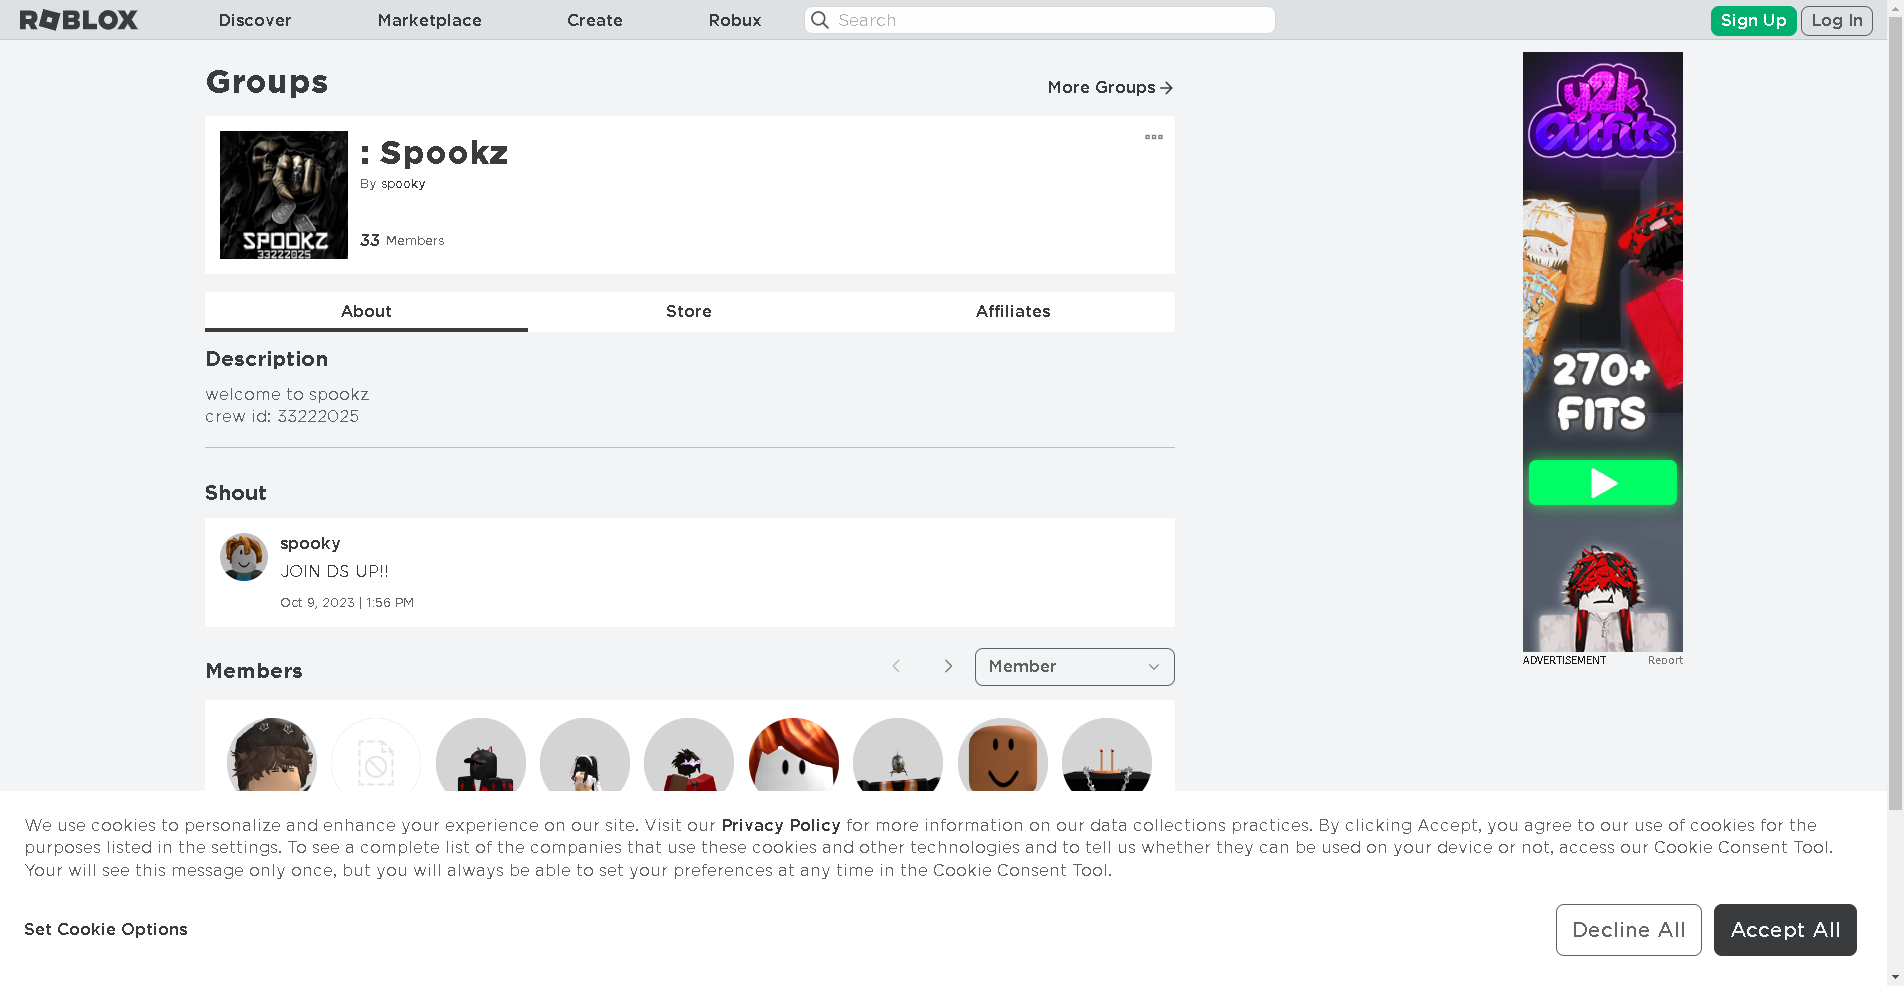 ROBLOX
Discover
Marketplace
Create
Robux
Search
Sign Up
Log In
Groups
More Groups
: Spookz
By spooky
33 Members
SPOOKZ
33222025
About
Store
Affiliates
Description
welcome to spookz
crew id: 33222025
Shout
spooky
JOIN DS UP!!
Oct 9, 2023 | 1:56 PM
Members
Member
y2k
Outfits
270+
FITS
ADVERTISEMENT
Report
We use cookies to personalize and enhance your experience on our site. Visit our Privacy Policy for more information on our data collections practices. By clicking Accept, you agree to our use of cookies for the
purposes listed in the settings. To see a complete list of the companies that use these cookies and other technologies and to tell us whether they can be used on your device or not, access our Cookie Consent Tool.
Your will see this message only once, but you will always be able to set your preferences at any time in the Cookie Consent Tool.
Set Cookie Options
Decline All
Accept All